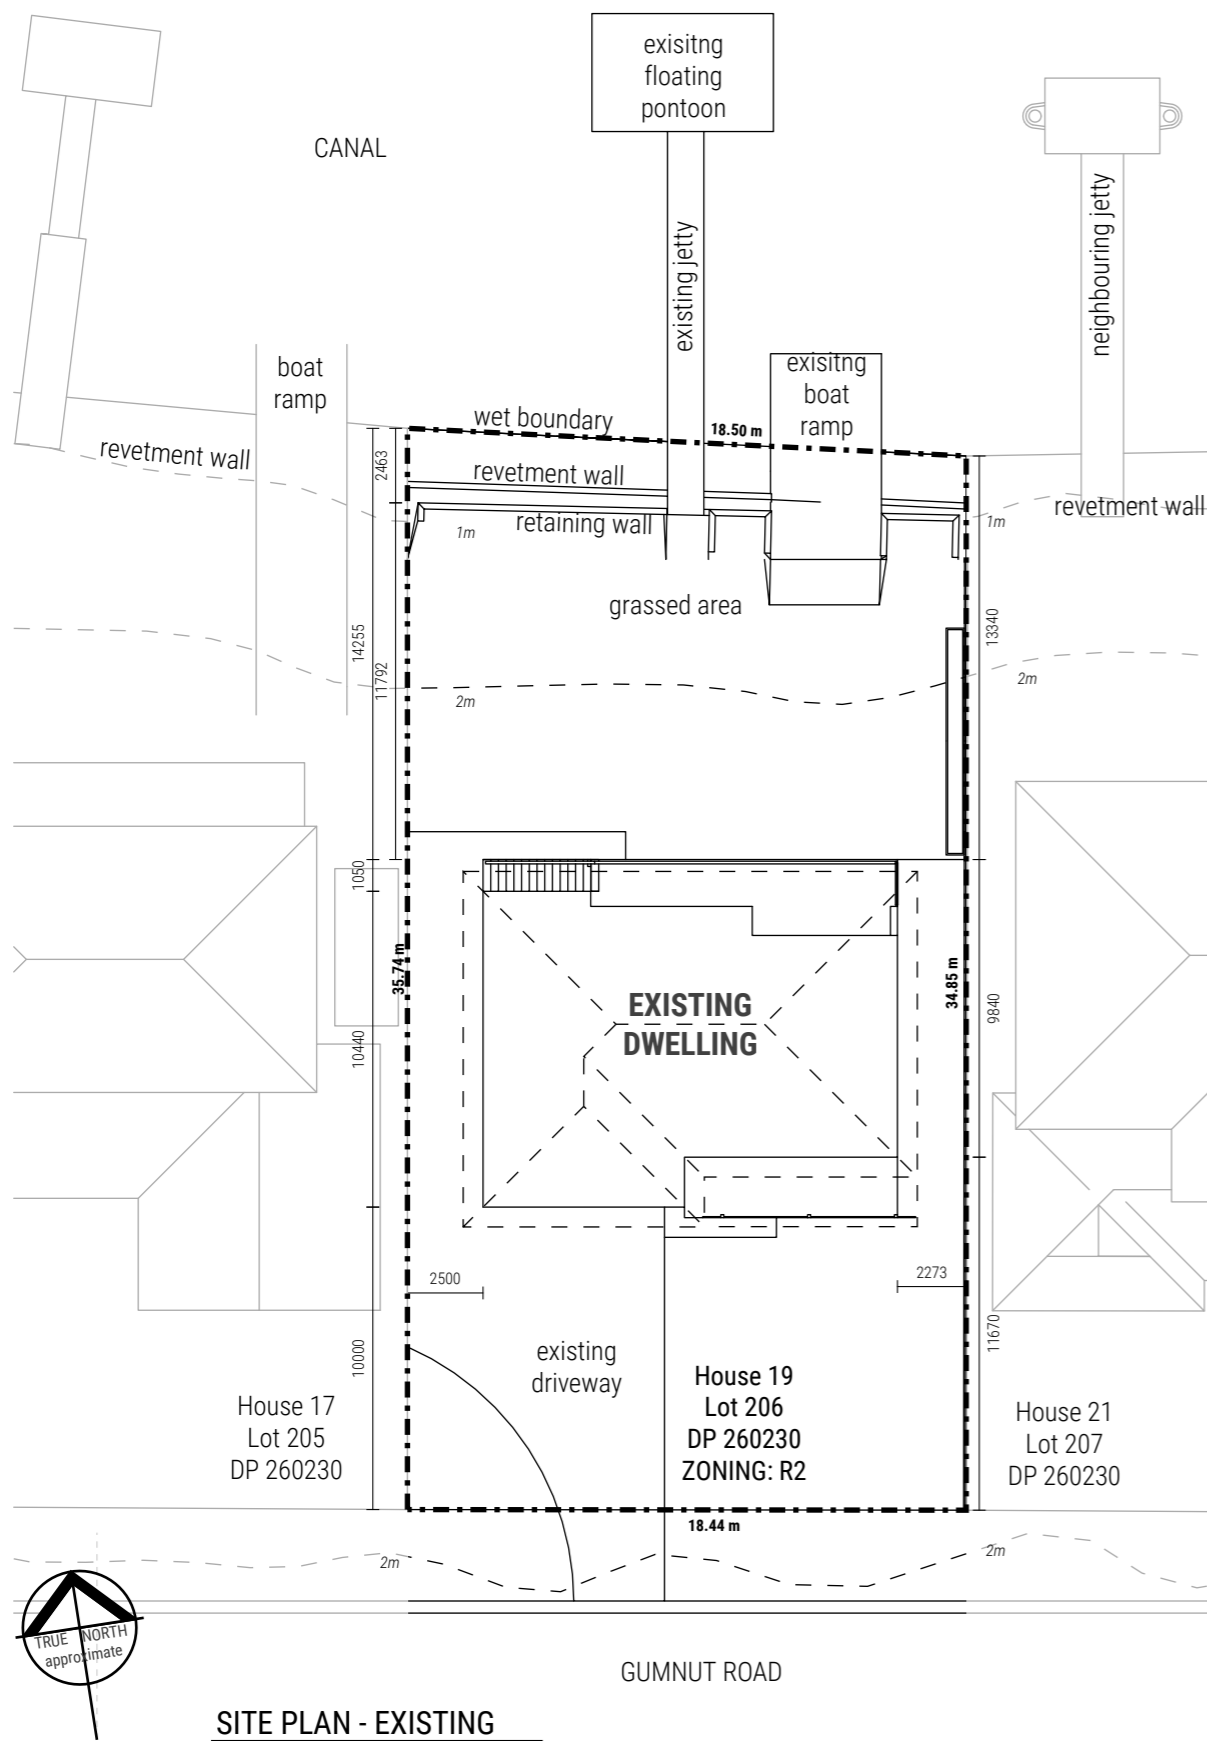 exisitng
floating
pontoon
CANAL
existing jetty
neighbouring jetty
boat
ramp
exisitng
boat
ramp
wet boundary
18.50 m
revetment wall
revetment wall
2463
retaining wall
revetment wall
1m
1m
grassed area
14255
11792
13340
2m
2m
1050
35.74 m
34.85 m
EXISTING
DWELLING
9840
10440
2500
2273
10000
11670
existing
driveway
House 17
Lot 205
DP 260230
House 19
Lot 206
DP 260230
ZONING: R2
House 21
Lot 207
DP 260230
18.44 m
2m
2m
TRUE NORTH
approximate
GUMNUT ROAD
SITE PLAN - EXISTING